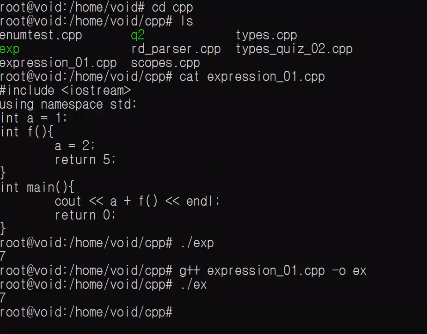 root@void:/home/void# cd cpp
root@void:/home/void/cpp# ls
enumtest.cpp       q2             types.cpp
exp                rd_parser.cpp  types_quiz_02.cpp
expression_01.cpp  scopes.cpp
root@void:/home/void/cpp# cat expression_01.cpp
#include <iostream>
using namespace std;
int a = 1;
int f(){
        a = 2;
        return 5;
}
int main(){
        cout << a + f() << endl;
        return 0;
}
root@void:/home/void/cpp# ./exp
7
root@void:/home/void/cpp# g++ expression_01.cpp -o ex
root@void:/home/void/cpp# ./ex
7
root@void:/home/void/cpp#